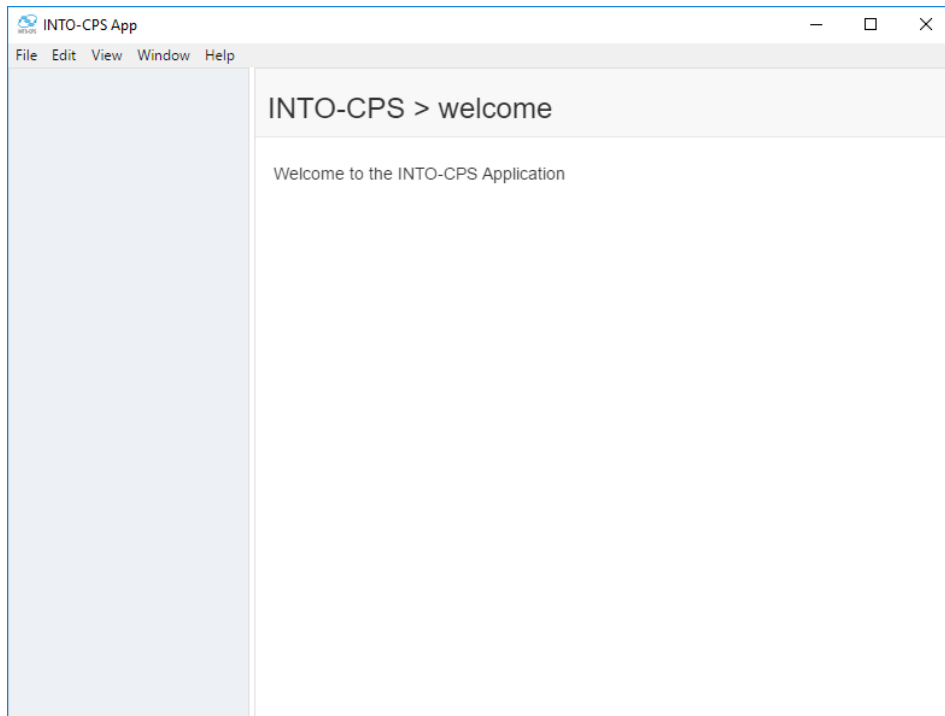 INTO-CPS App
File Edit View Window Help
INTO-CPS > welcome
Welcome to the INTO-CPS Application